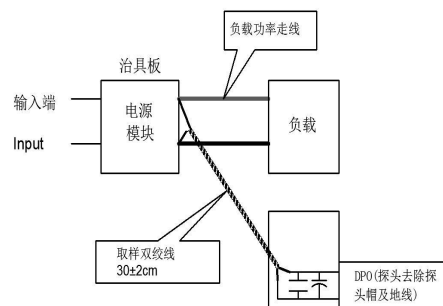 负载功率走线
治具板
输入端
Input
电源
模块
负载
取样双绞线
30±2cm
DPO(探头去除探
头帽及地线)